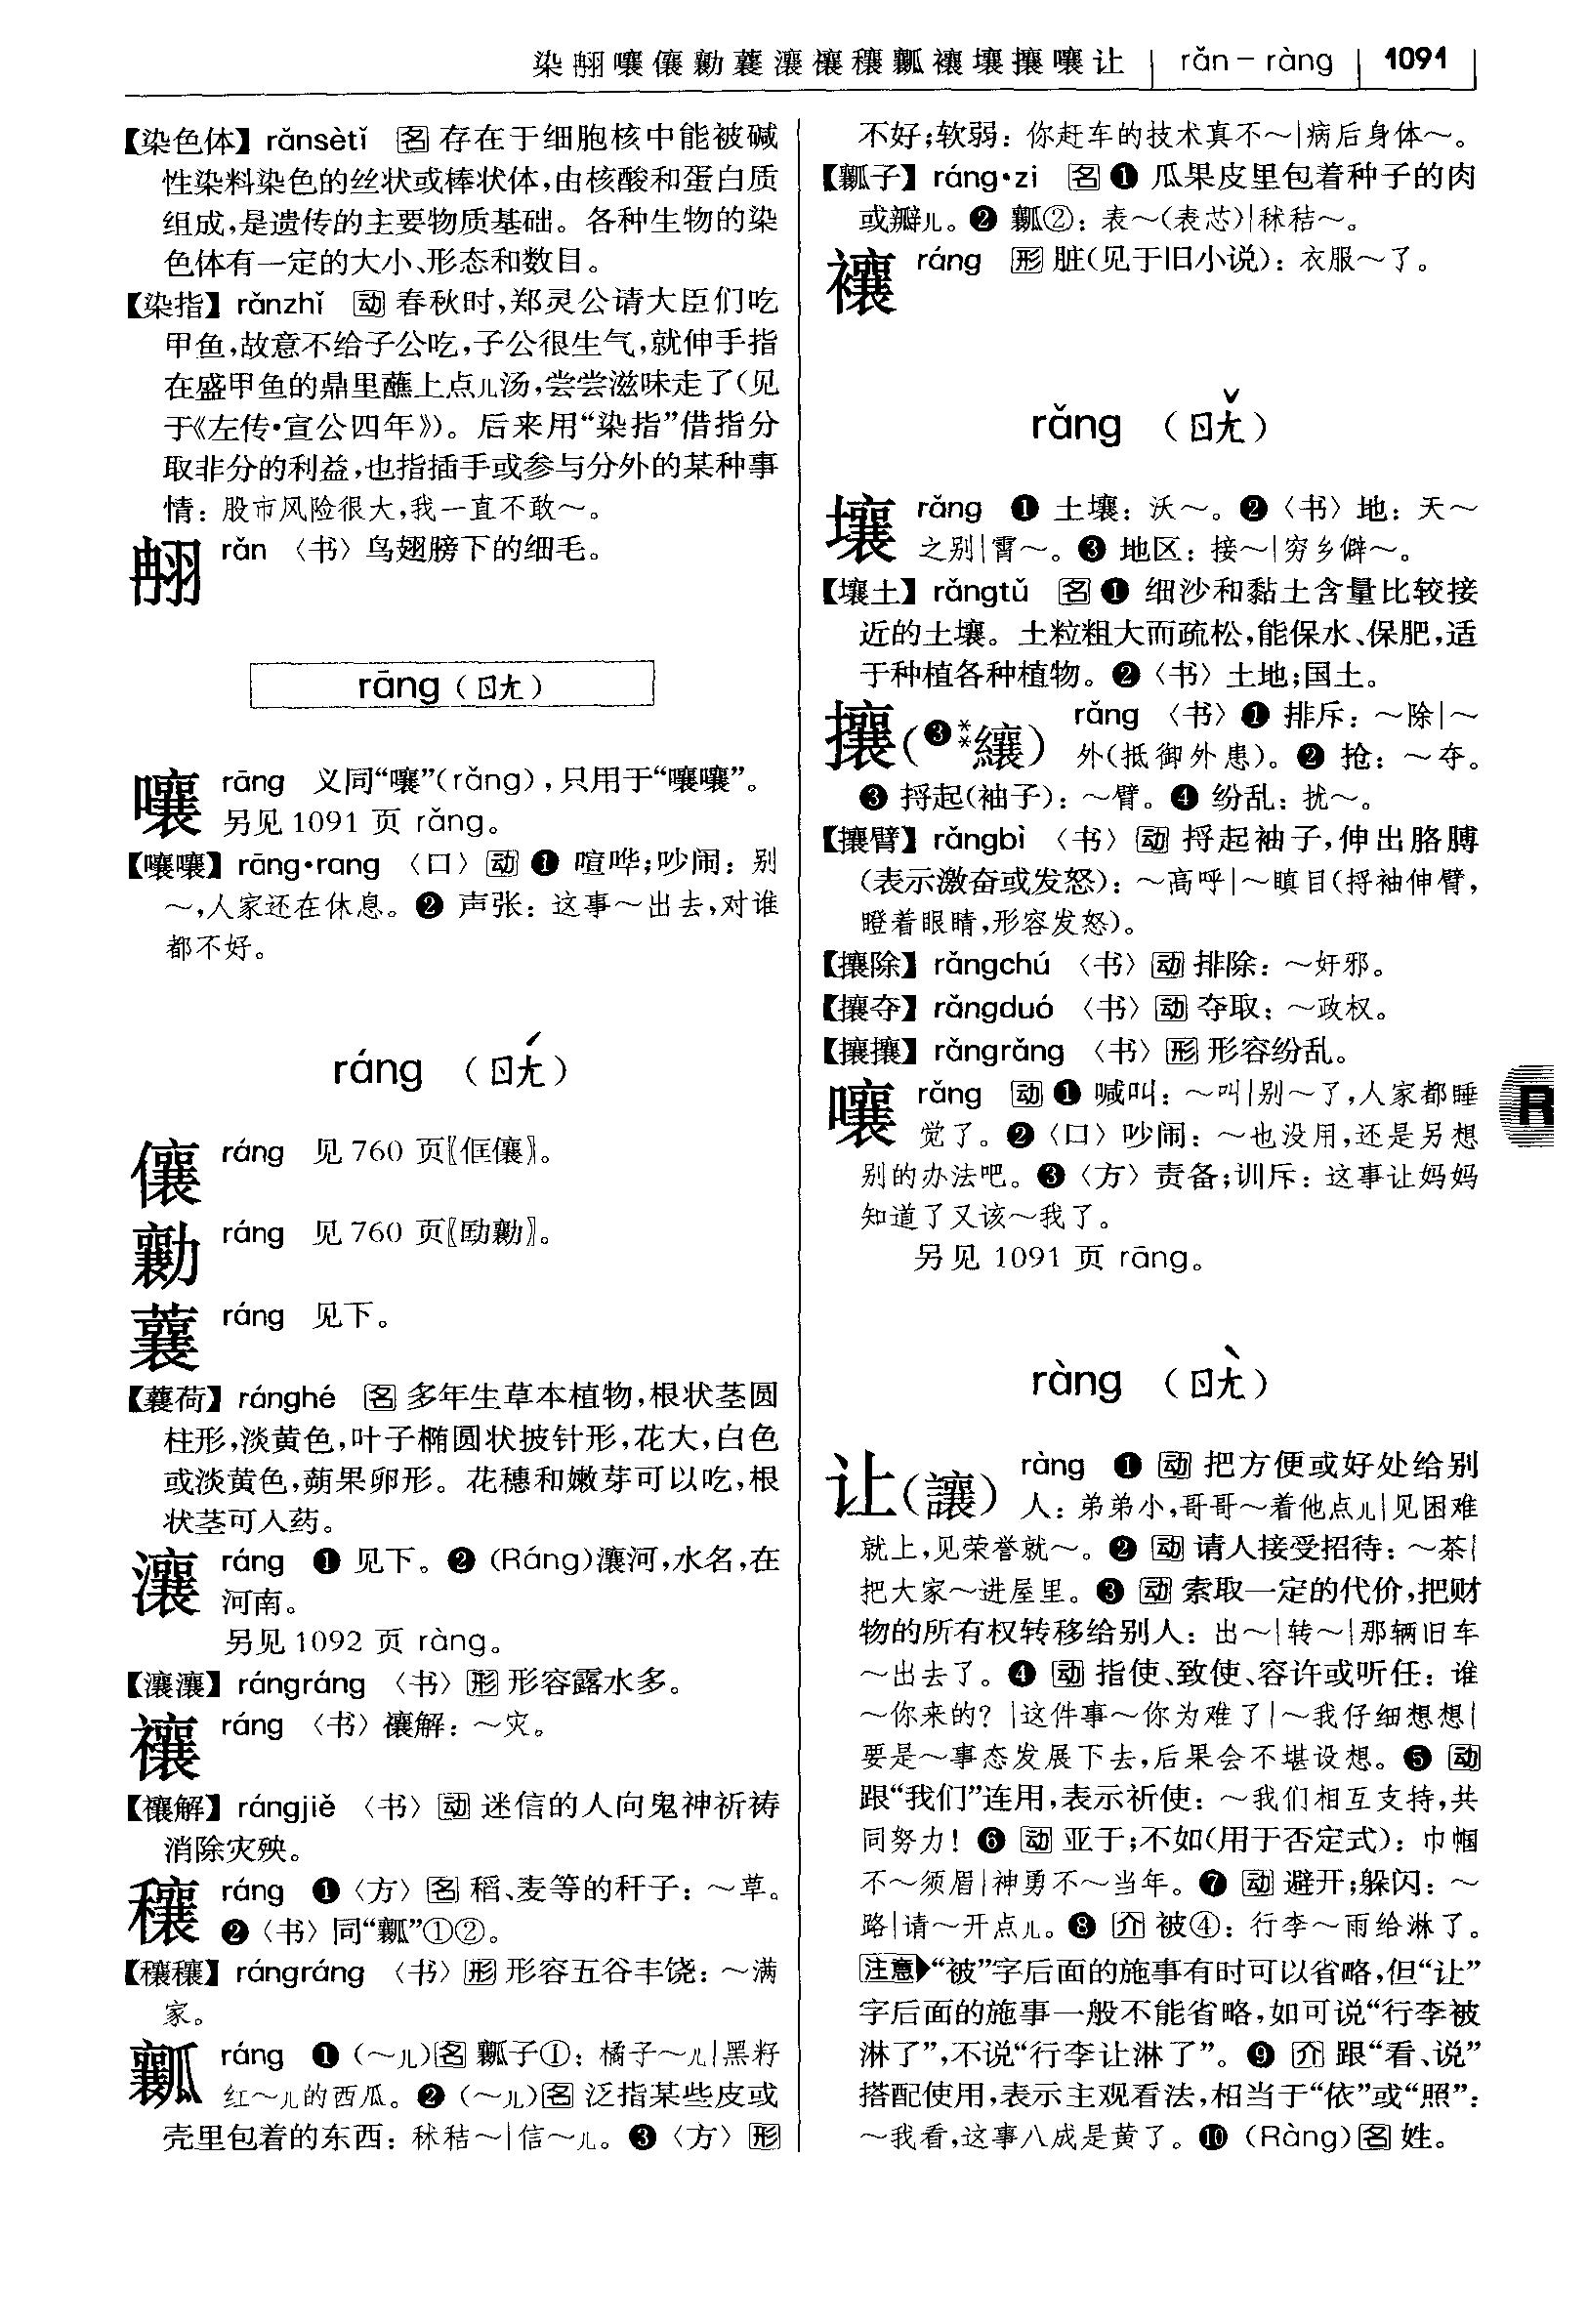 染𦐇嚷儴勷蘘瀼禳穰瓤禳壤攘嚷让 rǎn－ràng 1091
【染色体】rǎnsètǐ 名 存在于细胞核中能被碱
性染料染色的丝状或棒状体,由核酸和蛋白质
组成,是遗传的主要物质基础。各种生物的染
色体有一定的大小、形态和数目。
【染指】rǎnzhǐ 动 春秋时,郑灵公请大臣们吃
甲鱼,故意不给子公吃,子公很生气,就伸手指
在盛甲鱼的鼎里蘸上点儿汤,尝尝滋味走了(见
于《左传·宣公四年》)。后来用“染指”借指分
取非分的利益,也指插手或参与分外的某种事
情：股市风险很大,我一直不敢～。
𦐇 rǎn 〈书〉鸟翅膀下的细毛。
rāng（ㄖㄤ）
嚷 rāng 义同“嚷”(rǎng),只用于“嚷嚷”。
另见 1091 页 rǎng。
【嚷嚷】rāng·rang 〈口〉动 ❶ 喧哗;吵闹：别
～,人家还在休息。❷ 声张：这事～出去,对谁
都不好。
ráng （ㄖㄤˊ）
儴 ráng 见 760 页〖俇儴〗。
勷 ráng 见 760 页〖劻勷〗。
蘘 ráng 见下。
【蘘荷】ránghé 名 多年生草本植物,根状茎圆
柱形,淡黄色,叶子椭圆状披针形,花大,白色
或淡黄色,蒴果卵形。花穗和嫩芽可以吃,根
状茎可入药。
瀼 ráng ❶ 见下。❷ (Ráng)瀼河,水名,在
河南。
另见 1092 页 ràng。
【瀼瀼】rángráng 〈书〉形 形容露水多。
禳 ráng 〈书〉禳解：～灾。
【禳解】rángjiě 〈书〉动 迷信的人向鬼神祈祷
消除灾殃。
穰 ráng ❶〈方〉名 稻、麦等的秆子：～草。
❷〈书〉同“瓤”①②。
【穰穰】rángráng 〈书〉形 形容五谷丰饶：～满
家。
瓤 ráng ❶ (～儿)名 瓤子①：橘子～儿|黑籽
红～儿的西瓜。❷ (～儿)名 泛指某些皮或
壳里包着的东西：秫秸～|信～儿。❸〈方〉形
不好;软弱：你赶车的技术真不～|病后身体～。
【瓤子】ráng·zi 名 ❶ 瓜果皮里包着种子的肉
或瓣儿。❷ 瓤②：表～(表芯)|秫秸～。
ráng 形 脏(见于旧小说)：衣服～了。
rǎng （ㄖㄤˇ）
壤 rǎng ❶ 土壤：沃～。❷〈书〉地：天～
之别|霄～。❸ 地区：接～|穷乡僻～。
【壤土】rǎngtǔ 名 ❶ 细沙和黏土含量比较接
近的土壤。土粒粗大而疏松,能保水、保肥,适
于种植各种植物。❷〈书〉土地;国土。
攘(❸**纕) rǎng 〈书〉❶ 排斥：～除|～
外(抵御外患)。❷ 抢：～夺。
❸ 捋起(袖子)：～臂。❹ 纷乱：扰～。
【攘臂】rǎngbì 〈书〉动 捋起袖子,伸出胳膊
(表示激奋或发怒)：～高呼|～瞋目(捋袖伸臂,
瞪着眼睛,形容发怒)。
【攘除】rǎngchú 〈书〉动 排除：～奸邪。
【攘夺】rǎngduó 〈书〉动 夺取：～政权。
【攘攘】rǎngrǎng 〈书〉形 形容纷乱。
嚷 rǎng 动 ❶ 喊叫：～叫|别～了,人家都睡
觉了。❷〈口〉吵闹：～也没用,还是另想
别的办法吧。❸〈方〉责备;训斥：这事让妈妈
知道了又该～我了。
另见 1091 页 rāng。
R
ràng （ㄖㄤˋ）
让(讓) ràng ❶ 动 把方便或好处给别
人：弟弟小,哥哥～着他点儿|见困难
就上,见荣誉就～。❷ 动 请人接受招待：～茶|
把大家～进屋里。❸ 动 索取一定的代价,把财
物的所有权转移给别人：出～|转～|那辆旧车
～出去了。❹ 动 指使、致使、容许或听任：谁
～你来的？|这件事～你为难了|～我仔细想想|
要是～事态发展下去,后果会不堪设想。❺ 动
跟“我们”连用,表示祈使：～我们相互支持,共
同努力！❻ 动 亚于;不如(用于否定式)：巾帼
不～须眉|神勇不～当年。❼ 动 避开;躲闪：～
路|请～开点儿。❽ 介 被④：行李～雨给淋了。
注意▶“被”字后面的施事有时可以省略,但“让”
字后面的施事一般不能省略,如可说“行李被
淋了”,不说“行李让淋了”。❾ 介 跟“看、说”
搭配使用,表示主观看法,相当于“依”或“照”：
～我看,这事八成是黄了。❿ (Ràng)名 姓。